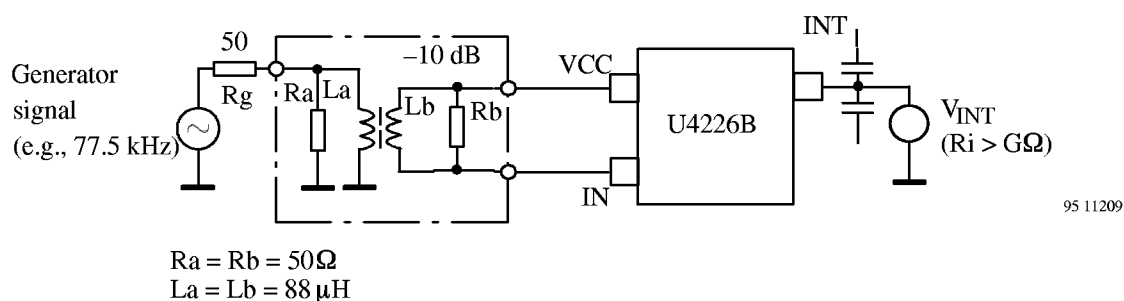 50
Rg
Generator
signal
(e.g., 77.5 kHz)
Ra
La
–10 dB
Lb
Rb
VCC
IN
U4226B
INT
VINT
(Ri > GΩ)
95 11209
Ra = Rb = 50Ω
La = Lb = 88 μH